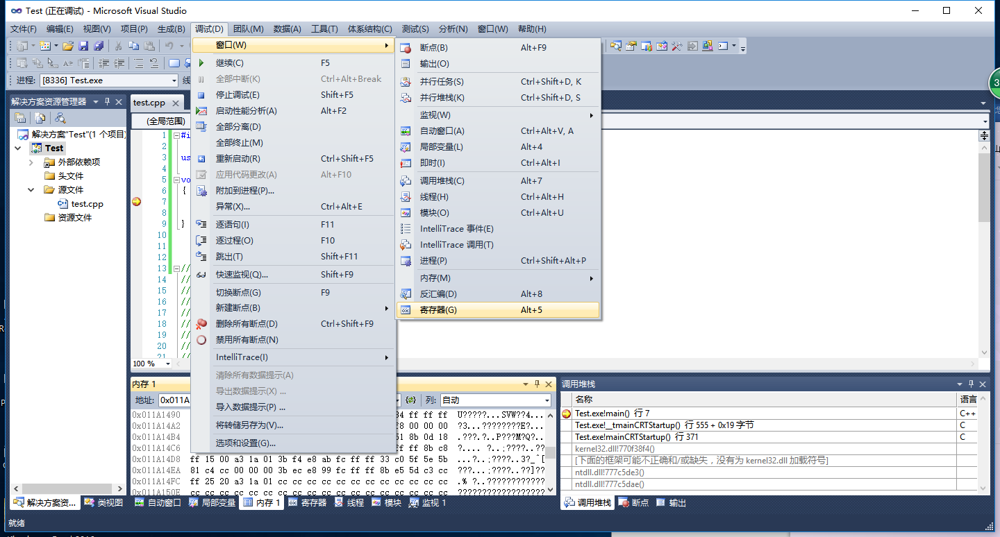 Test (正在调试) - Microsoft Visual Studio
文件(F) 编辑(E) 视图(V) 项目(P) 生成(B) 调试(D) 团队(M) 数据(A) 工具(T) 体系结构(C) 测试(S) 分析(N) 窗口(W) 帮助(H)
进程: [8336] Test.exe 线
解决方案资源管理器
解决方案"Test"(1 个项目)
Test
外部依赖项
头文件
源文件
test.cpp
资源文件
test.cpp
(全局范围)
1 #i
2
3 us
4
5 vo
6 {
7
8
9 }
10
11
12
13 //
14 //
15 //
16 //
17 //
18 //
19 //
20 //
21 //
100 %
窗口(W)
继续(C) F5
全部中断(K) Ctrl+Alt+Break
停止调试(E) Shift+F5
启动性能分析(A) Alt+F2
全部分离(D)
全部终止(M)
重新启动(R) Ctrl+Shift+F5
应用代码更改(A) Alt+F10
附加到进程(P)...
异常(X)... Ctrl+Alt+E
逐语句(I) F11
逐过程(O) F10
跳出(T) Shift+F11
快速监视(Q)... Shift+F9
切换断点(G) F9
新建断点(B)
删除所有断点(D) Ctrl+Shift+F9
禁用所有断点(N)
IntelliTrace(I)
清除所有数据提示(A)
导出数据提示(X) ...
导入数据提示(P) ...
将转储另存为(V)...
选项和设置(G)...
断点(B) Alt+F9
输出(O)
并行任务(S) Ctrl+Shift+D, K
并行堆栈(K) Ctrl+Shift+D, S
监视(W)
自动窗口(A) Ctrl+Alt+V, A
局部变量(L) Alt+4
即时(I) Ctrl+Alt+I
调用堆栈(C) Alt+7
线程(H) Ctrl+Alt+H
模块(O) Ctrl+Alt+U
IntelliTrace 事件(E)
IntelliTrace 调用(T)
进程(P) Ctrl+Shift+Alt+P
内存(M)
反汇编(D) Alt+8
寄存器(G) Alt+5
内存 1
地址: 0x011A 列: 自动
0x011A1490 ff ff ff U?????...SVW??4...
0x011A14A2 f8 00 00 00 ?3...????????E?...
0x011A14B4 51 8b 0d 18 .???.?..P???M?Q?...
0x011A14C6 ff ff 8b c8
0x011A14D8 ff 15 00 a3 1a 01 3b f4 e8 ab fc ff ff 33 c0 5f 5e 5b
0x011A14EA 81 c4 cc 00 00 00 3b ec e8 99 fc ff ff 8b e5 5d c3 cc
0x011A14FC ff 25 20 a3 1a 01 cc cc cc cc cc cc cc cc cc cc cc cc .% ?..????????????
0x011A150E cc cc cc cc cc cc cc cc cc cc cc cc cc cc cc cc cc cc ??????????????????
调用堆栈
名称 语言
Test.exe!main() 行 7 C++
Test.exe!__tmainCRTStartup() 行 555 + 0x19 字节 C
Test.exe!mainCRTStartup() 行 371 C
kernel32.dll!770f38f4()
[下面的框架可能不正确和/或缺失，没有为 kernel32.dll 加载符号]
ntdll.dll!777c5de3()
ntdll.dll!777c5dae()
解决方案资... 类视图 自动窗口 局部变量 内存 1 寄存器 线程 模块 监视 1 调用堆栈 断点 输出
就绪